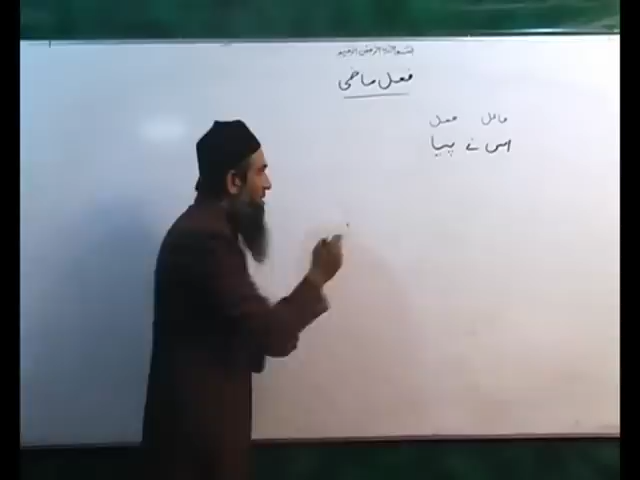 بسم اللہ الرحمن الرحیم
فعل ماضی
فاعل فعل
اس نے پیا